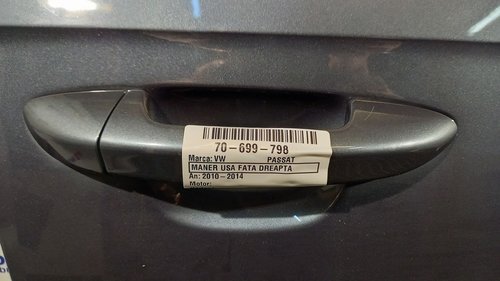 70-699-798
Marca: VW PASSAT
MANER USA FATA DREAPTA
An: 2010-2014
Motor: